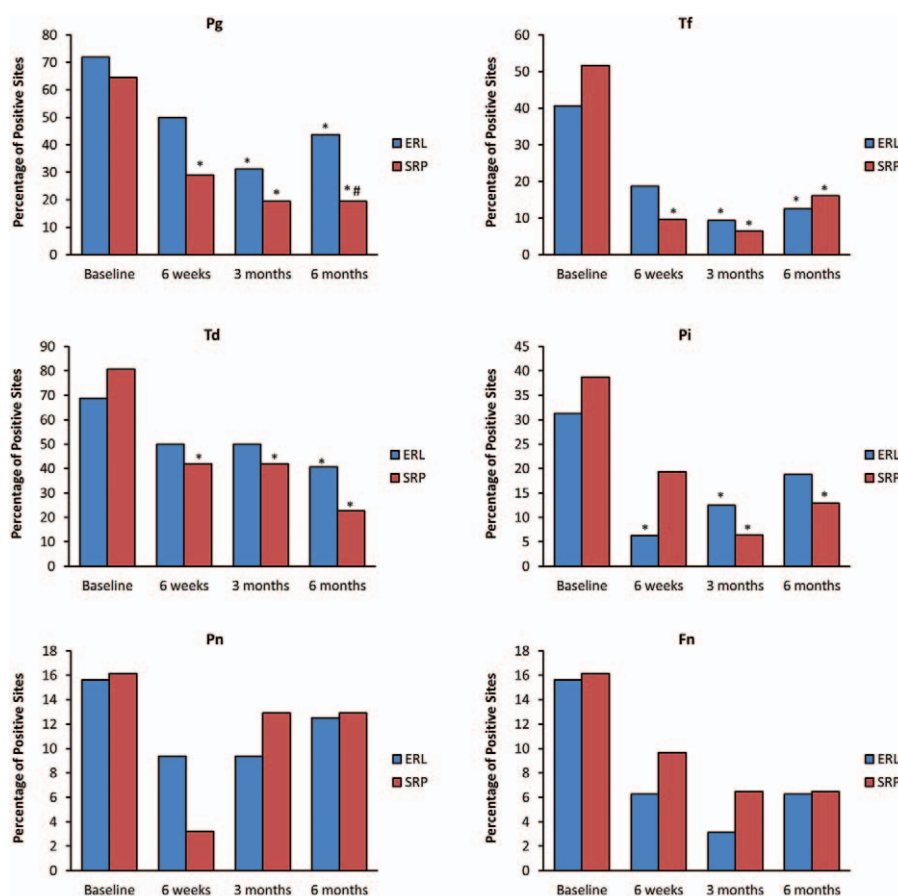 Pg
Percentage of Positive Sites
80
70
60
50
40
30
20
10
0
* * * * * #
Baseline 6 weeks 3 months 6 months
ERL
SRP
Tf
Percentage of Positive Sites
60
50
40
30
20
10
0
* * * * *
Baseline 6 weeks 3 months 6 months
ERL
SRP
Td
Percentage of Positive Sites
90
80
70
60
50
40
30
20
10
0
* * * *
Baseline 6 weeks 3 months 6 months
ERL
SRP
Pi
Percentage of Positive Sites
45
40
35
30
25
20
15
10
5
0
* * * *
Baseline 6 weeks 3 months 6 months
ERL
SRP
Pn
Percentage of Positive Sites
18
16
14
12
10
8
6
4
2
0
Baseline 6 weeks 3 months 6 months
ERL
SRP
Fn
Percentage of Positive Sites
18
16
14
12
10
8
6
4
2
0
Baseline 6 weeks 3 months 6 months
ERL
SRP